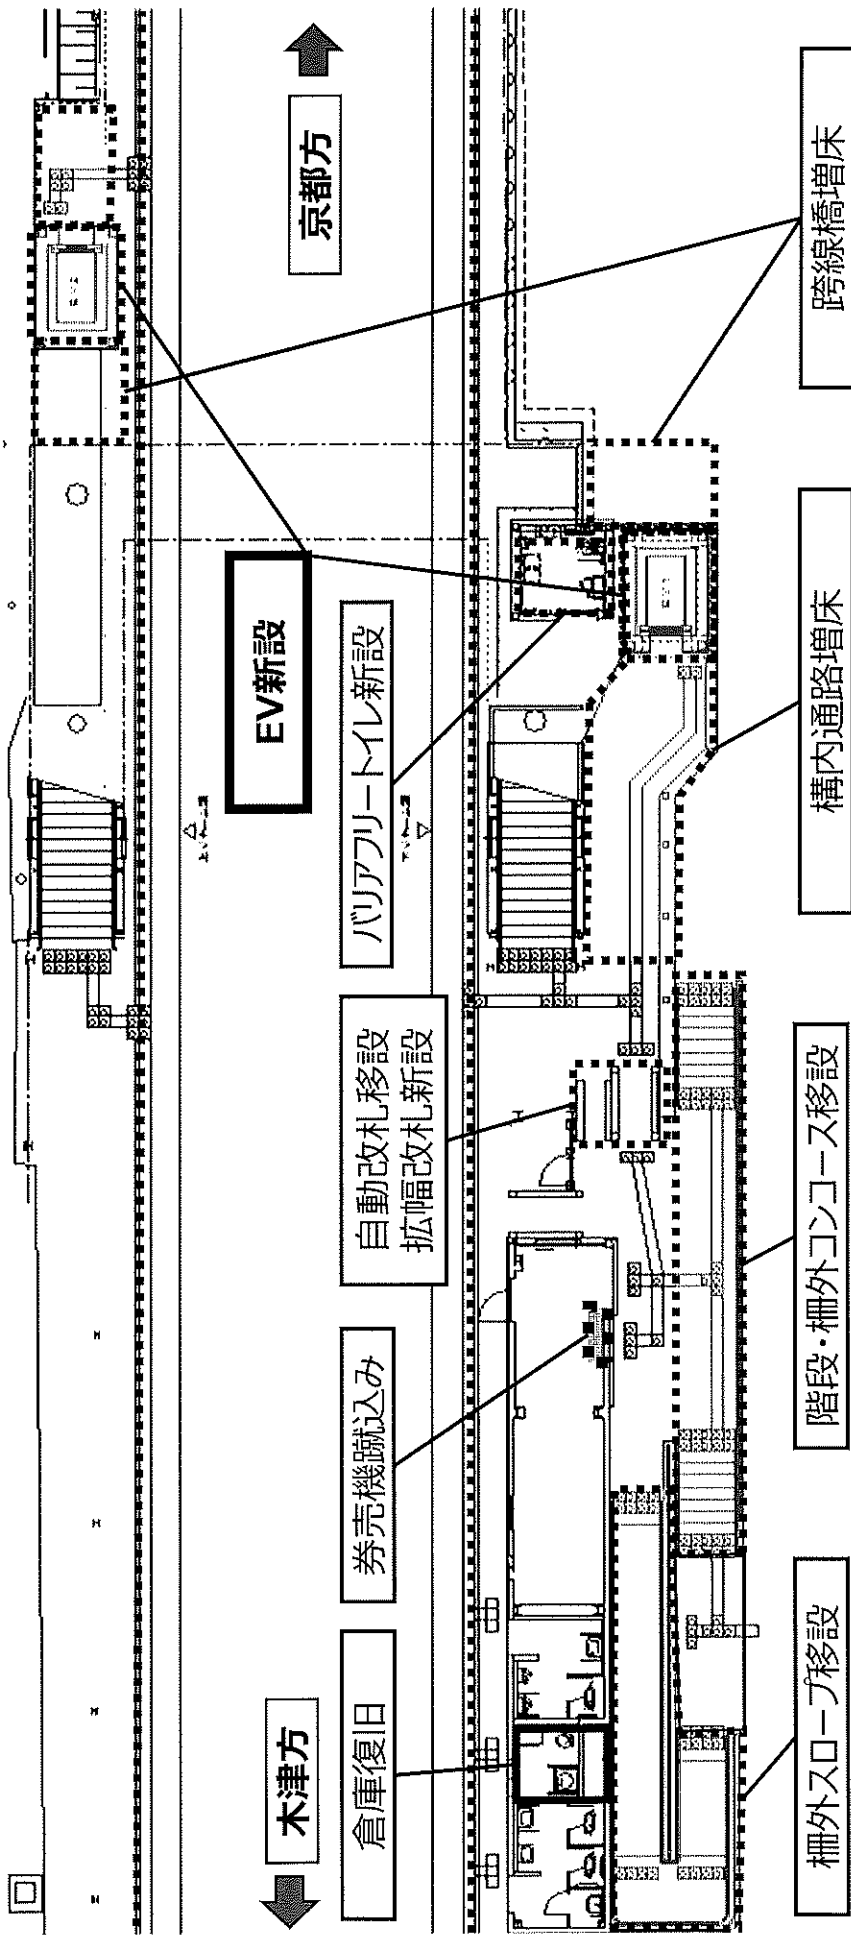 木津方
京都方
EV新設
倉庫復旧
券売機蹴込み
自動改札移設
拡幅改札新設
バリアフリートイレ新設
柵外スロープ移設
階段・柵外コンコース移設
構内通路増床
跨線橋増床